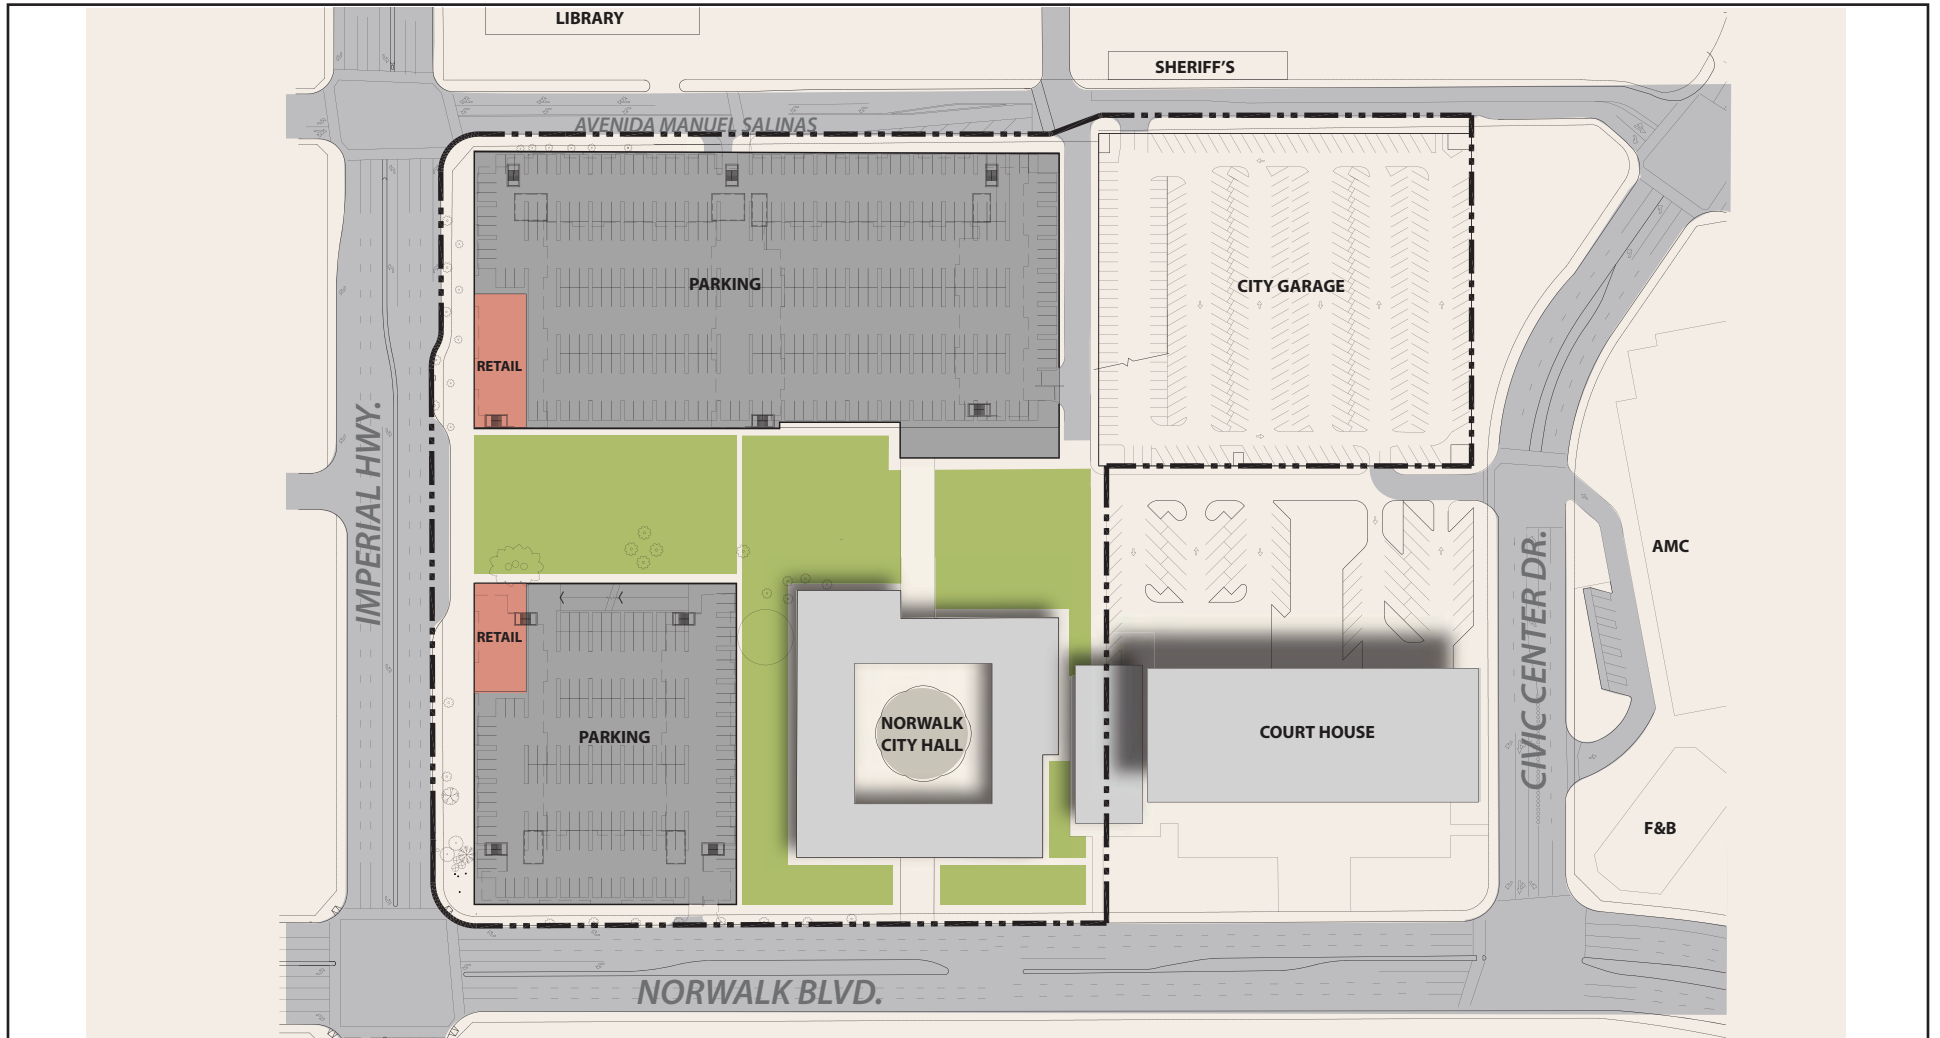 LIBRARY
SHERIFF'S
AVENIDA MANUEL SALINAS
PARKING
CITY GARAGE
RETAIL
IMPERIAL HWY.
AMC
CIVIC CENTER DR.
RETAIL
PARKING
NORWALK
CITY HALL
COURT HOUSE
F&B
NORWALK BLVD.